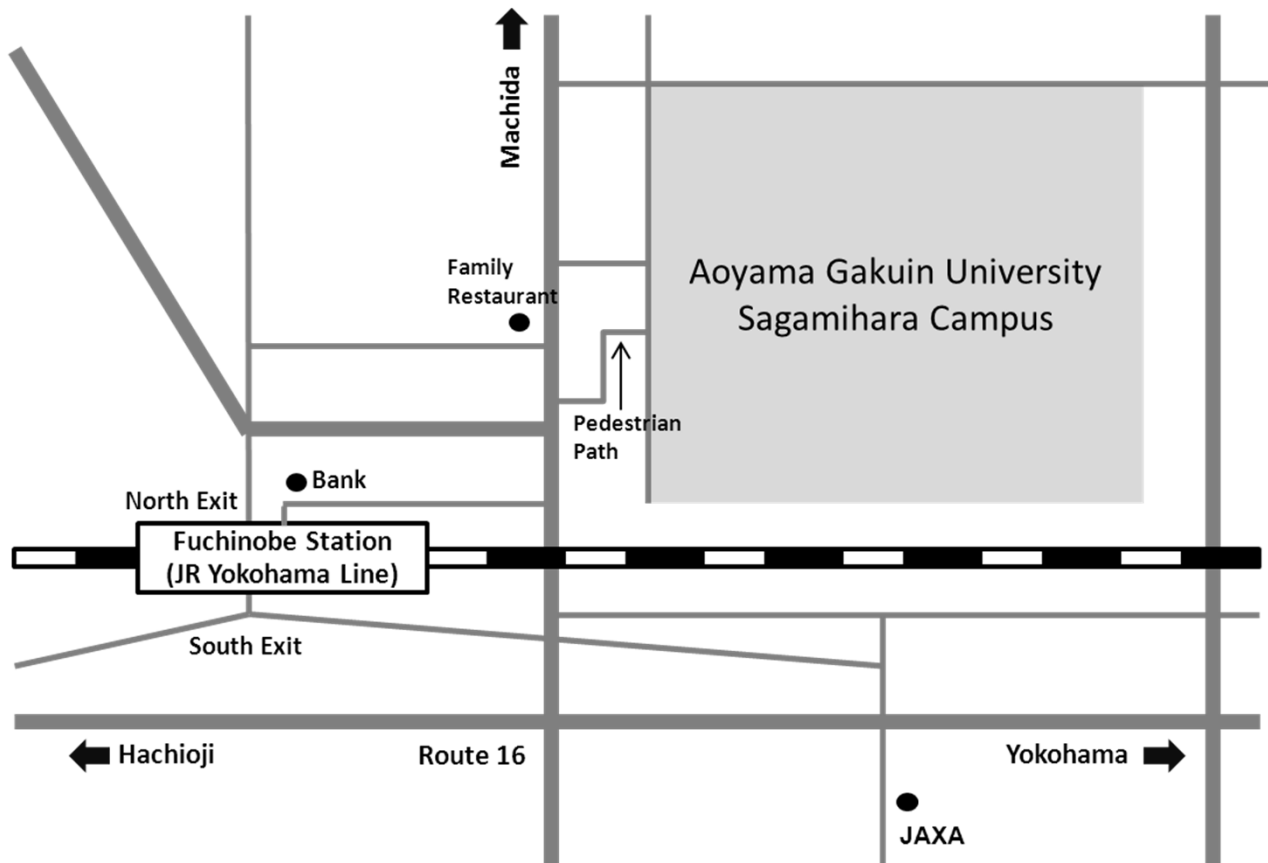 Machida
Family
Restaurant
Aoyama Gakuin University
Sagamihara Campus
Pedestrian
Path
Bank
North Exit
Fuchinobe Station
(JR Yokohama Line)
South Exit
Hachioji
Route 16
Yokohama
JAXA